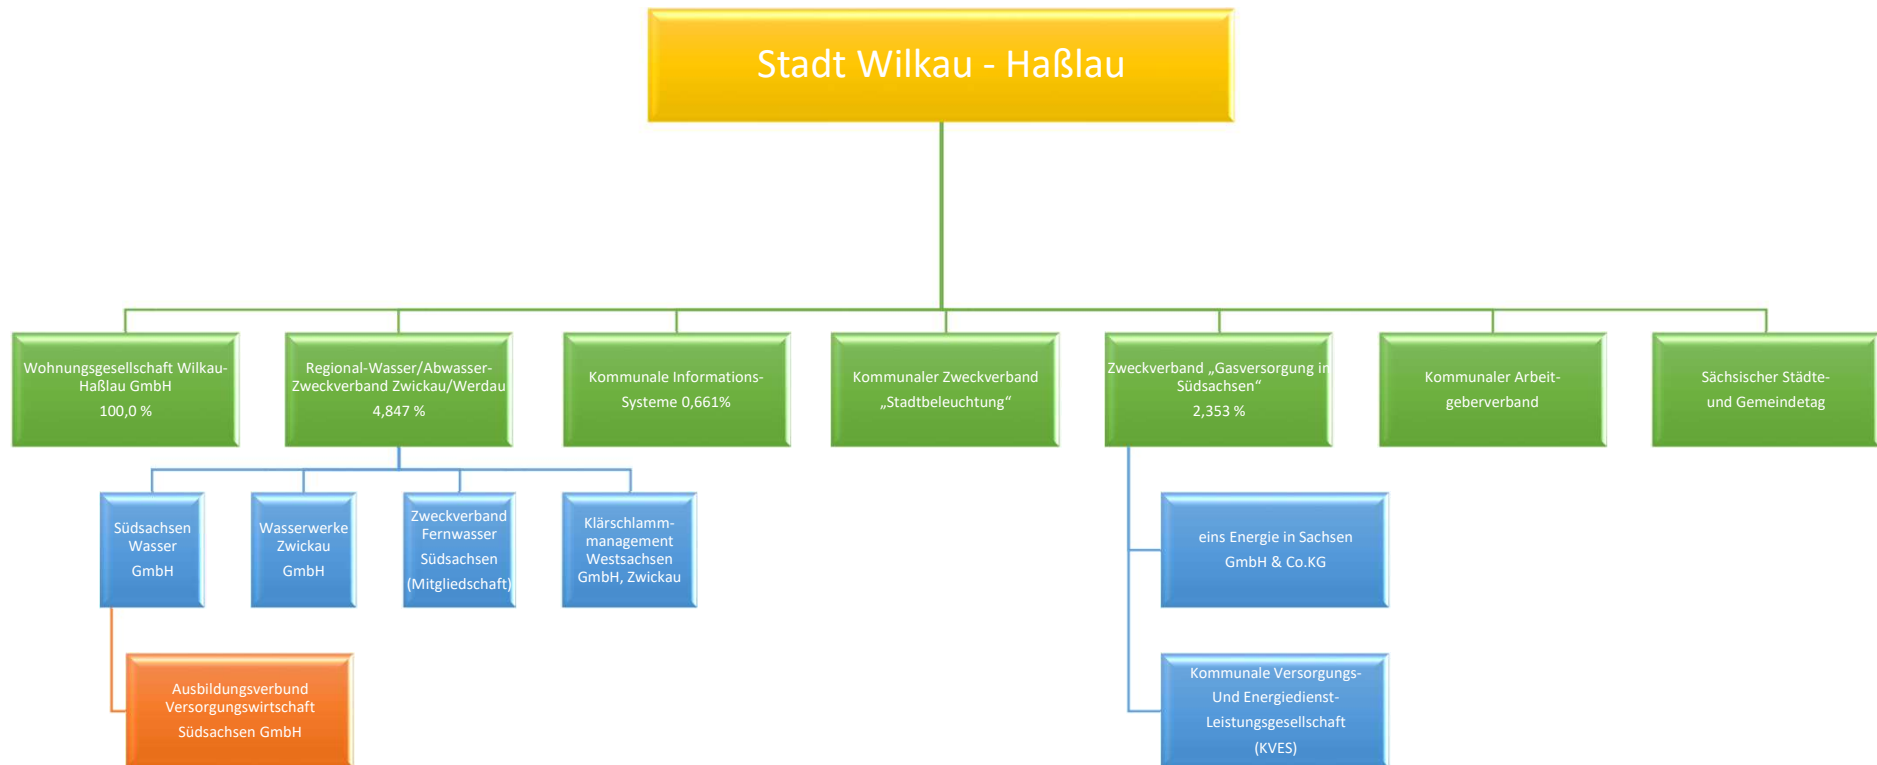 Stadt Wilkau - Haßlau
Wohnungsgesellschaft Wilkau-
Haßlau GmbH
100,0 %
Regional-Wasser/Abwasser-
Zweckverband Zwickau/Werdau
4,847 %
Kommunale Informations-
Systeme 0,661%
Kommunaler Zweckverband
„Stadtbeleuchtung“
Zweckverband „Gasversorgung in
Südsachsen“
2,353 %
Kommunaler Arbeit-
geberverband
Sächsischer Städte-
und Gemeindetag
Südsachsen
Wasser
GmbH
Wasserwerke
Zwickau
GmbH
Zweckverband
Fernwasser
Südsachsen
(Mitgliedschaft)
Klärschlamm-
management
Westsachsen
GmbH, Zwickau
eins Energie in Sachsen
GmbH & Co.KG
Ausbildungsverbund
Versorgungswirtschaft
Südsachsen GmbH
Kommunale Versorgungs-
Und Energiedienst-
Leistungsgesellschaft
(KVES)